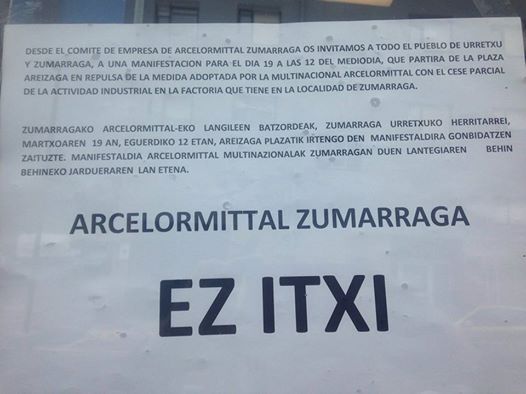 DESDE EL COMITE DE EMPRESA DE ARCELORMITTAL ZUMARRAGA OS INVITAMOS A TODO EL PUEBLO DE URRETXU
Y ZUMARRAGA, A UNA MANIFESTACION PARA EL DIA 19 A LAS 12 DEL MEDIODIA, QUE PARTIRA DE LA PLAZA
AREIZAGA EN REPULSA DE LA MEDIDA ADOPTADA POR LA MULTINACIONAL ARCELORMITTAL CON EL CESE PARCIAL
DE LA ACTIVIDAD INDUSTRIAL EN LA FACTORIA QUE TIENE EN LA LOCALIDAD DE ZUMARRAGA.
ZUMARRAGAKO ARCELORMITTAL-EKO LANGILEEN BATZORDEAK, ZUMARRAGA URRETXUKO HERRITARREI,
MARTXOAREN 19 AN, EGUERDIKO 12 ETAN, AREIZAGA PLAZATIK IRTENGO DEN MANIFESTALDIRA GONBIDATZEN
ZAITUZTE. MANIFESTALDIA ARCELORMITTAL MULTINAZIONALAK ZUMARRAGAN DUEN LANTEGIAREN BEHIN
BEHINEKO JARDUERAREN LAN ETENA.
ARCELORMITTAL ZUMARRAGA
EZ ITXI